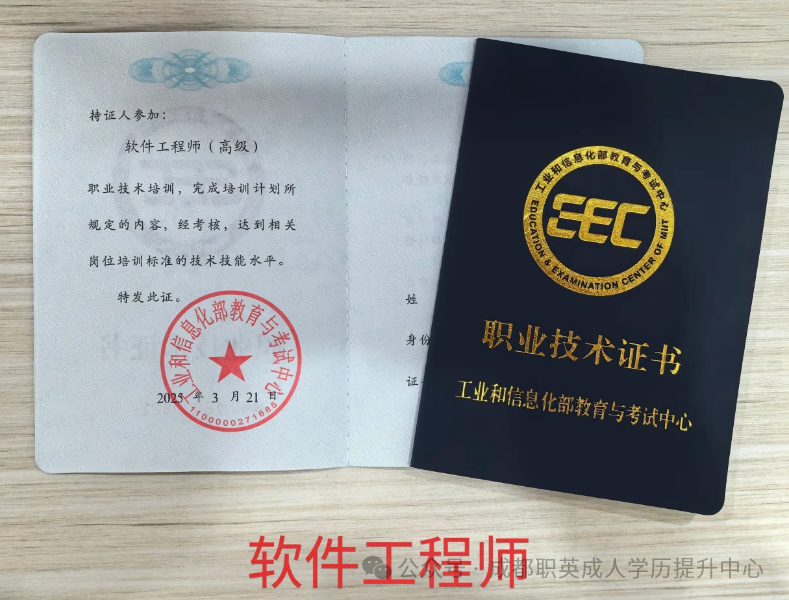 持证人参加：
软件工程师（高级）
职业技术培训，完成培训计划所
规定的内容，经考核，达到相关
岗位培训标准的技术技能水平。
特发此证。
工业和信息化部教育与考试中心
2025 年 3 月 21 日
1100000271685
姓
身份
证
工业和信息化部教育与考试中心
EEC
EDUCATION & EXAMINATION CENTER OF MIIT
职业技术证书
工业和信息化部教育与考试中心
软件工程师
公众号 · 成都职英成人学历提升中心